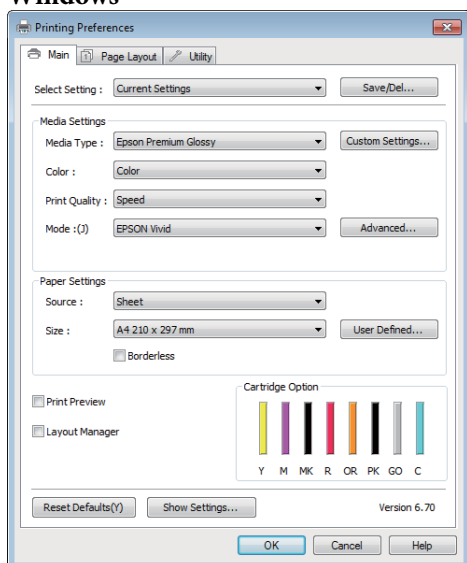 Windows
Printing Preferences
Main Page Layout Utility
Select Setting : Current Settings Save/Del...
Media Settings
Media Type : Epson Premium Glossy Custom Settings...
Color : Color
Print Quality : Speed
Mode :(J) EPSON Vivid Advanced...
Paper Settings
Source : Sheet
Size : A4 210 x 297 mm User Defined...
Borderless
Cartridge Option
Print Preview
Layout Manager
Y M MK R OR PK GO C
Reset Defaults(Y) Show Settings... Version 6.70
OK Cancel Help